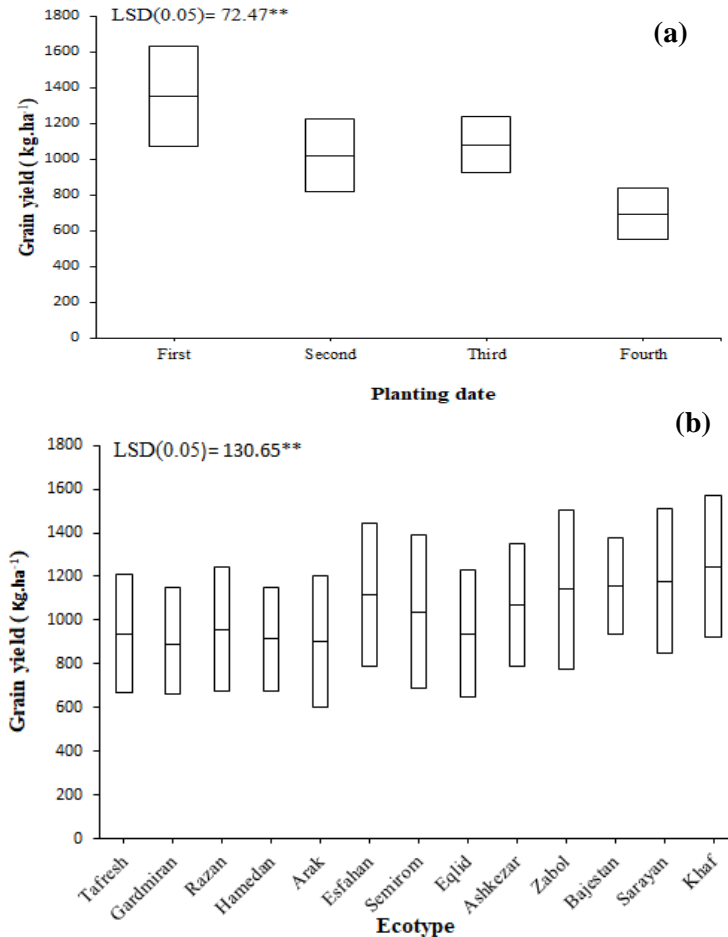 LSD(0.05)= 72.47**
(a)
Grain yield ( kg.ha⁻¹)
1800
1600
1400
1200
1000
800
600
400
200
0
First Second Third Fourth
Planting date
(b)
LSD(0.05)= 130.65**
Grain yield ( Kg.ha⁻¹)
1800
1600
1400
1200
1000
800
600
400
200
0
Tafresh Gardmiran Razan Hamedan Arak Esfahan Semirom Eqlid Ashkezar Zabol Bajestan Sarayan Khaf
Ecotype